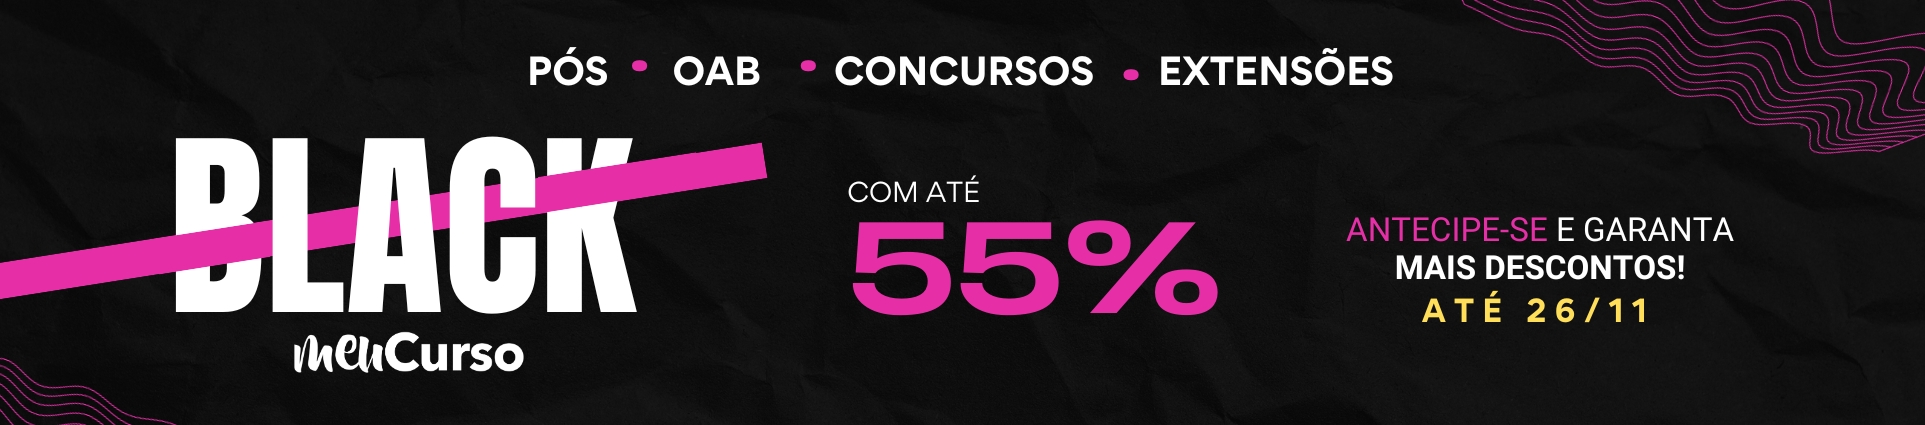 PÓS • OAB • CONCURSOS • EXTENSÕES
BLACK
meuCurso
COM ATÉ
55%
ANTECIPE-SE E GARANTA
MAIS DESCONTOS!
ATÉ 26/11